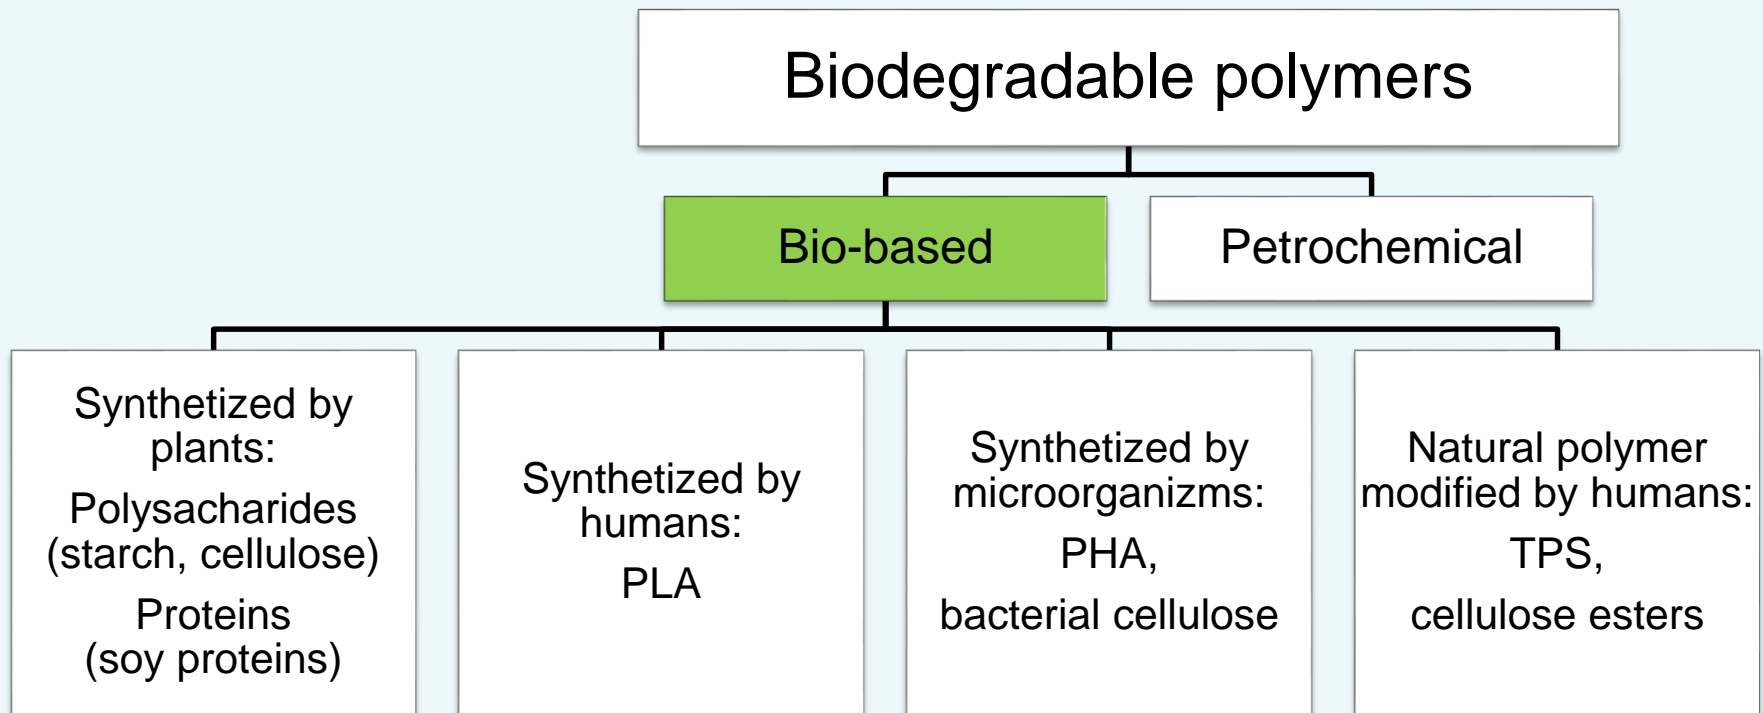 Biodegradable polymers
Bio-based
Petrochemical
Synthetized by
plants:
Polysacharides
(starch, cellulose)
Proteins
(soy proteins)
Synthetized by
humans:
PLA
Synthetized by
microorganizms:
PHA,
bacterial cellulose
Natural polymer
modified by humans:
TPS,
cellulose esters